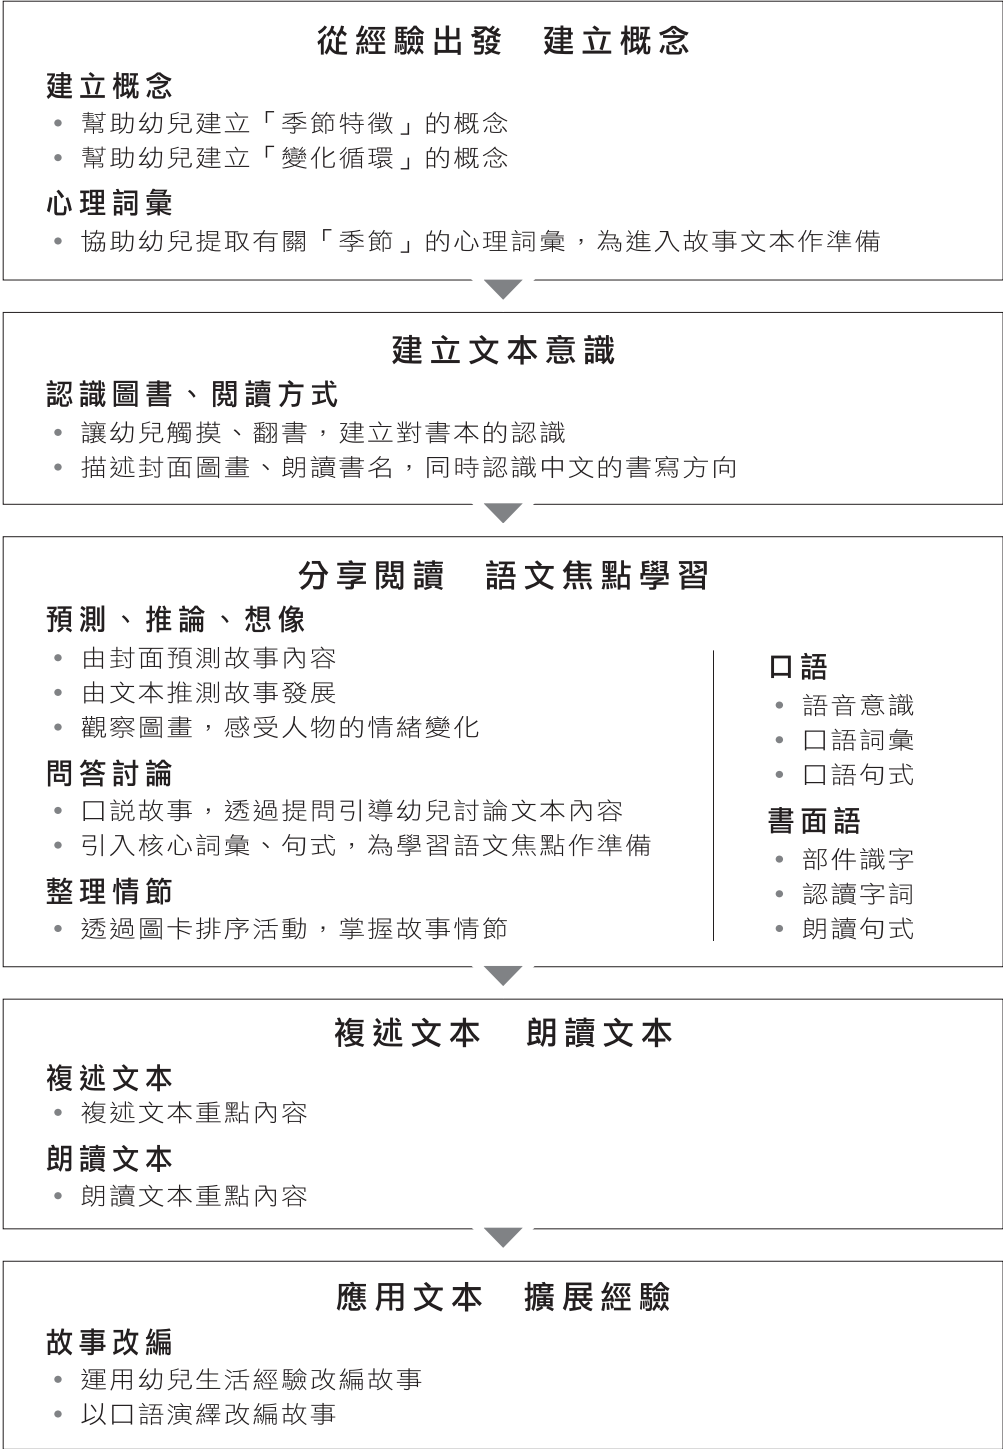 從經驗出發　建立概念
建立概念
• 幫助幼兒建立「季節特徵」的概念
• 幫助幼兒建立「變化循環」的概念
心理詞彙
• 協助幼兒提取有關「季節」的心理詞彙，為進入故事文本作準備
建立文本意識
認識圖書、閱讀方式
• 讓幼兒觸摸、翻書，建立對書本的認識
• 描述封面圖畫、朗讀書名，同時認識中文的書寫方向
分享閱讀　語文焦點學習
預測、推論、想像
• 由封面預測故事內容
• 由文本推測故事發展
• 觀察圖畫，感受人物的情緒變化
問答討論
• 口説故事，透過提問引導幼兒討論文本內容
• 引入核心詞彙、句式，為學習語文焦點作準備
整理情節
• 透過圖卡排序活動，掌握故事情節
口語
• 語音意識
• 口語詞彙
• 口語句式
書面語
• 部件識字
• 認讀字詞
• 朗讀句式
複述文本　朗讀文本
複述文本
• 複述文本重點內容
朗讀文本
• 朗讀文本重點內容
應用文本　擴展經驗
故事改編
• 運用幼兒生活經驗改編故事
• 以口語演繹改編故事